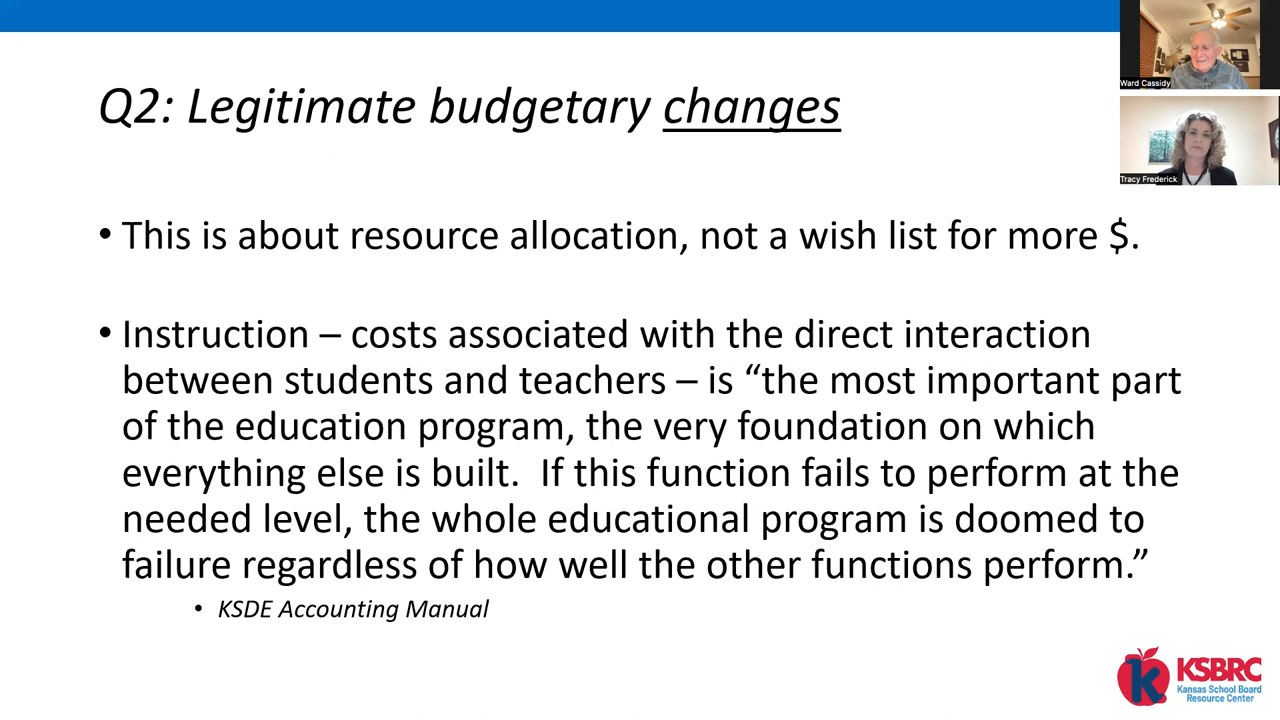 Q2: Legitimate budgetary changes
• This is about resource allocation, not a wish list for more $.
• Instruction – costs associated with the direct interaction
between students and teachers – is “the most important part
of the education program, the very foundation on which
everything else is built.  If this function fails to perform at the
needed level, the whole educational program is doomed to
failure regardless of how well the other functions perform.”
• KSDE Accounting Manual
Ward Cassidy
Tracy Frederick
k
KSBRC
Kansas School Board
Resource Center